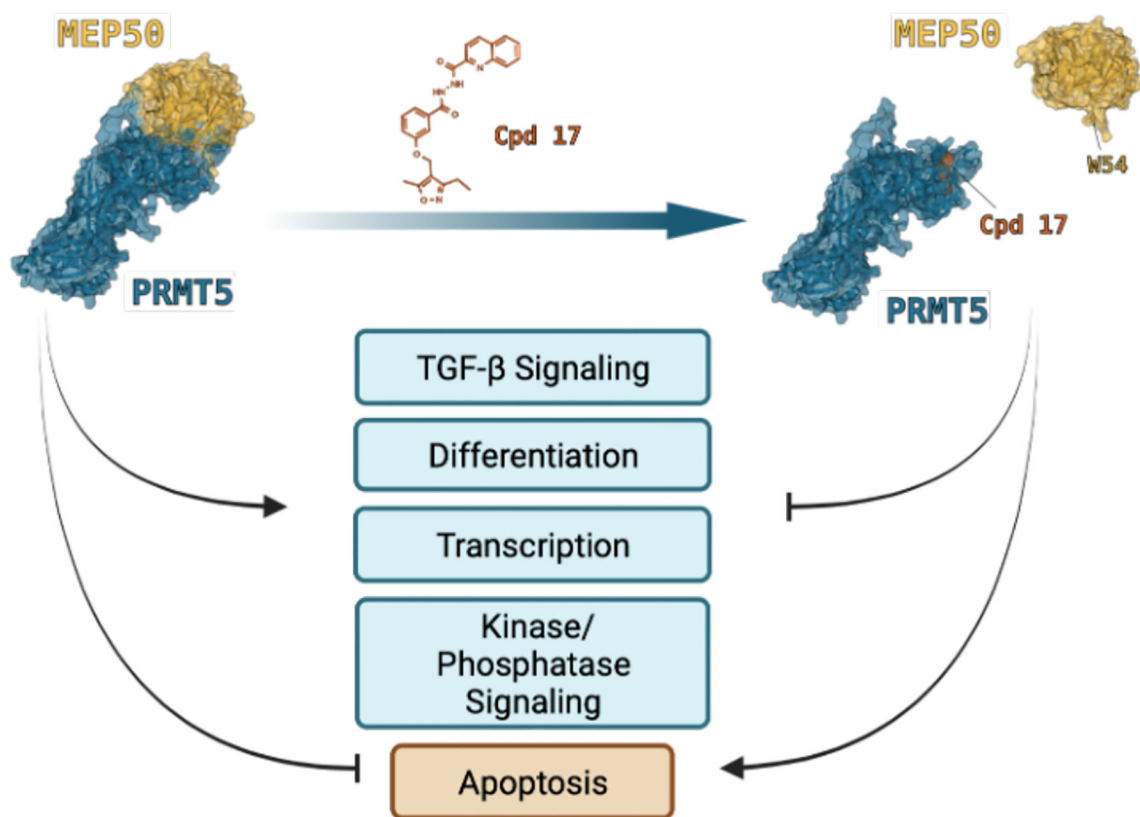 MEP50
PRMT5
Cpd 17
MEP50
W54
Cpd 17
PRMT5
TGF-β Signaling
Differentiation
Transcription
Kinase/
Phosphatase
Signaling
Apoptosis